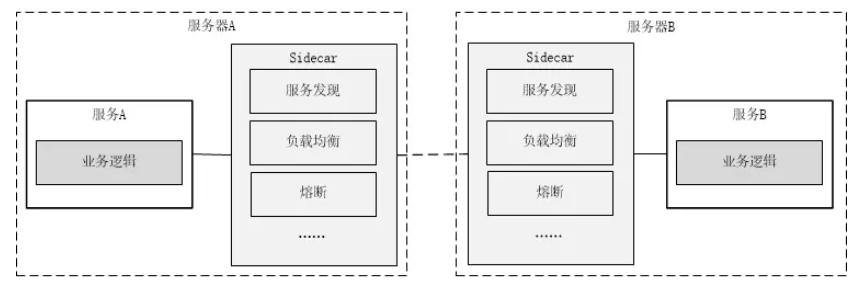 服务器A
Sidecar
服务发现
服务A
负载均衡
业务逻辑
熔断
......
服务器B
Sidecar
服务发现
服务B
负载均衡
业务逻辑
熔断
......